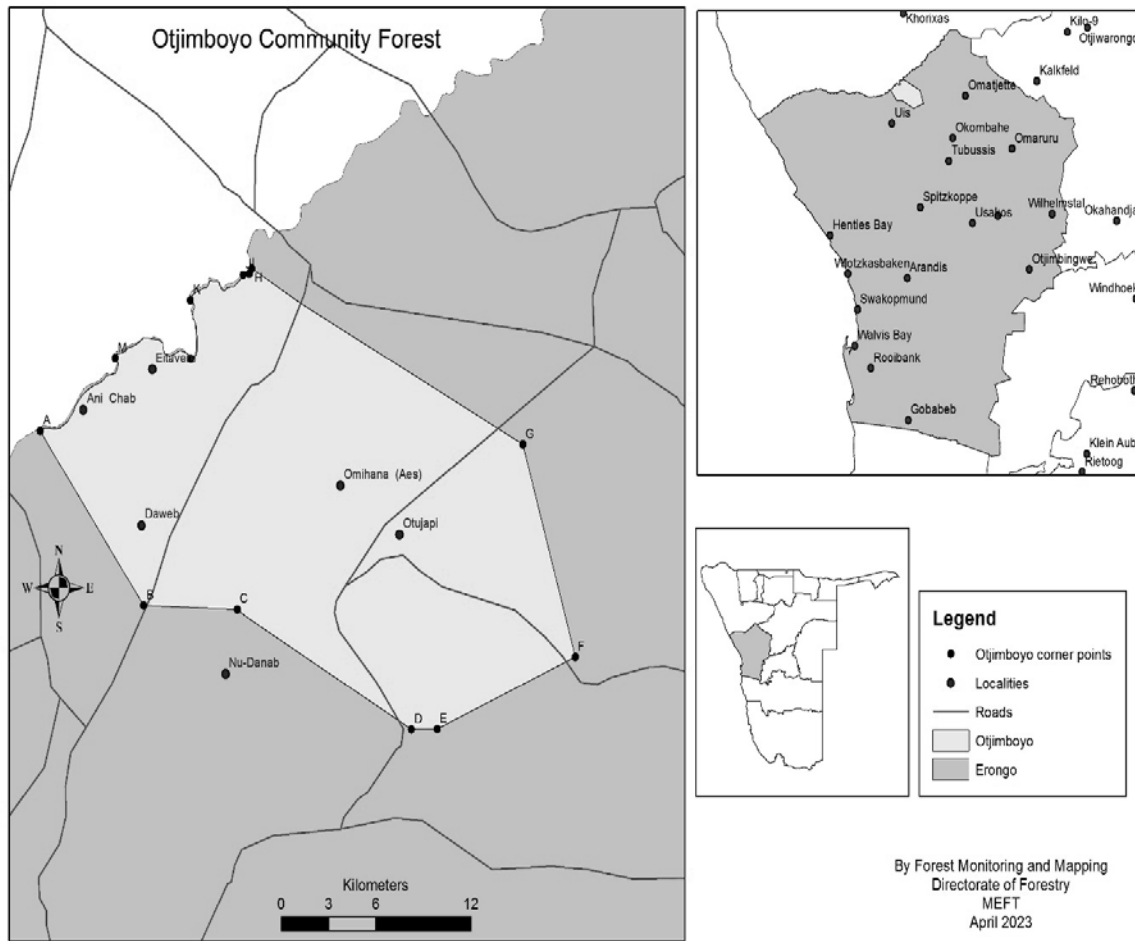 Otjimboyo Community Forest
H
K
M
Ani Chab
A
G
Omihana (Aes)
Daweb
Otujapi
N
W E
S
B
C
Nu-Danab
F
D E
Kilometers
0 3 6 12
Khorixas
Kilo-9
Otjiwarongo
Kalkfeld
Omatjette
Uis
Okombahe
Omaruru
Tubussis
Spitzkoppe
Usakos
Wilhelmstal
Okahandja
Henties Bay
Wlotzkasbaken
Arandis
Otjimbingwe
Swakopmund
Windhoek
Walvis Bay
Rooibank
Rehoboth
Gobabeb
Klein Aub
Rietoog
Legend
Otjimboyo corner points
Localities
Roads
Otjimboyo
Erongo
By Forest Monitoring and Mapping
Directorate of Forestry
MEFT
April 2023